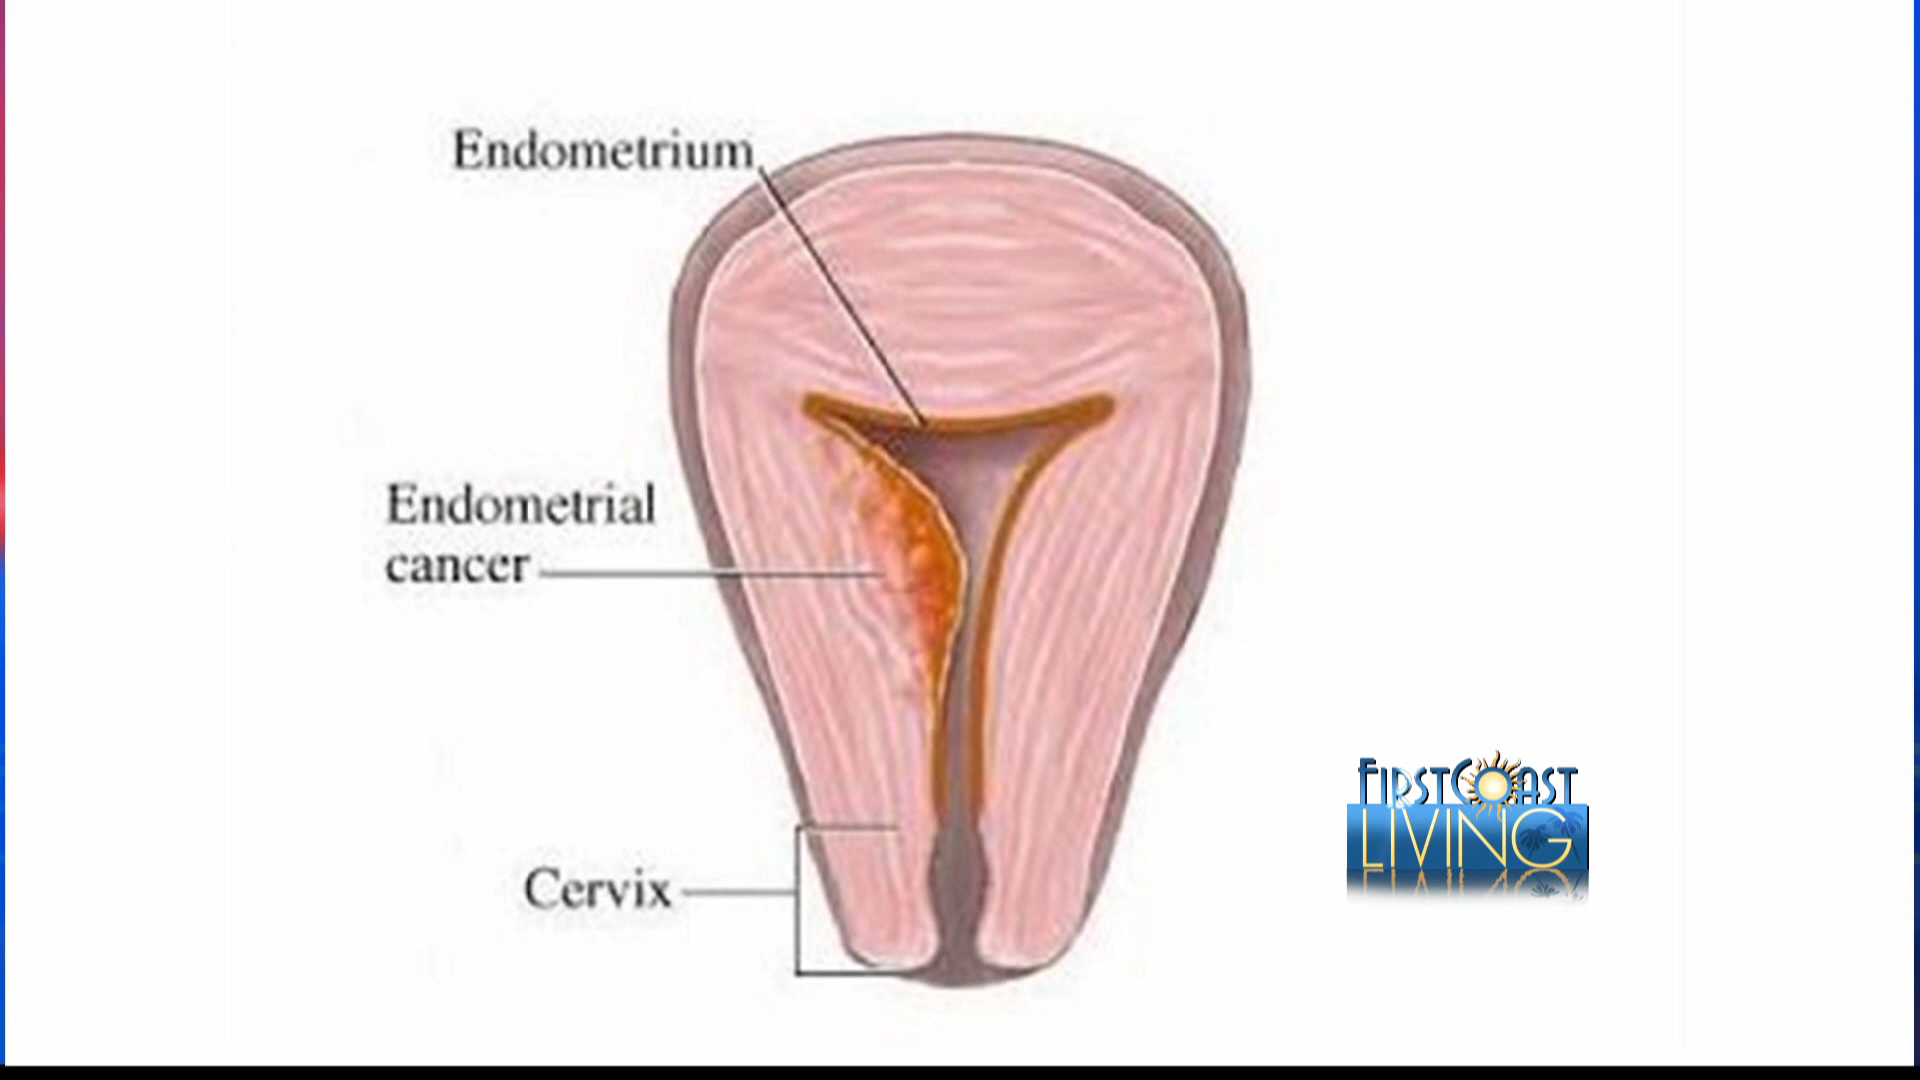 Endometrium
Endometrial
cancer
Cervix
FIRST COAST
LIVING